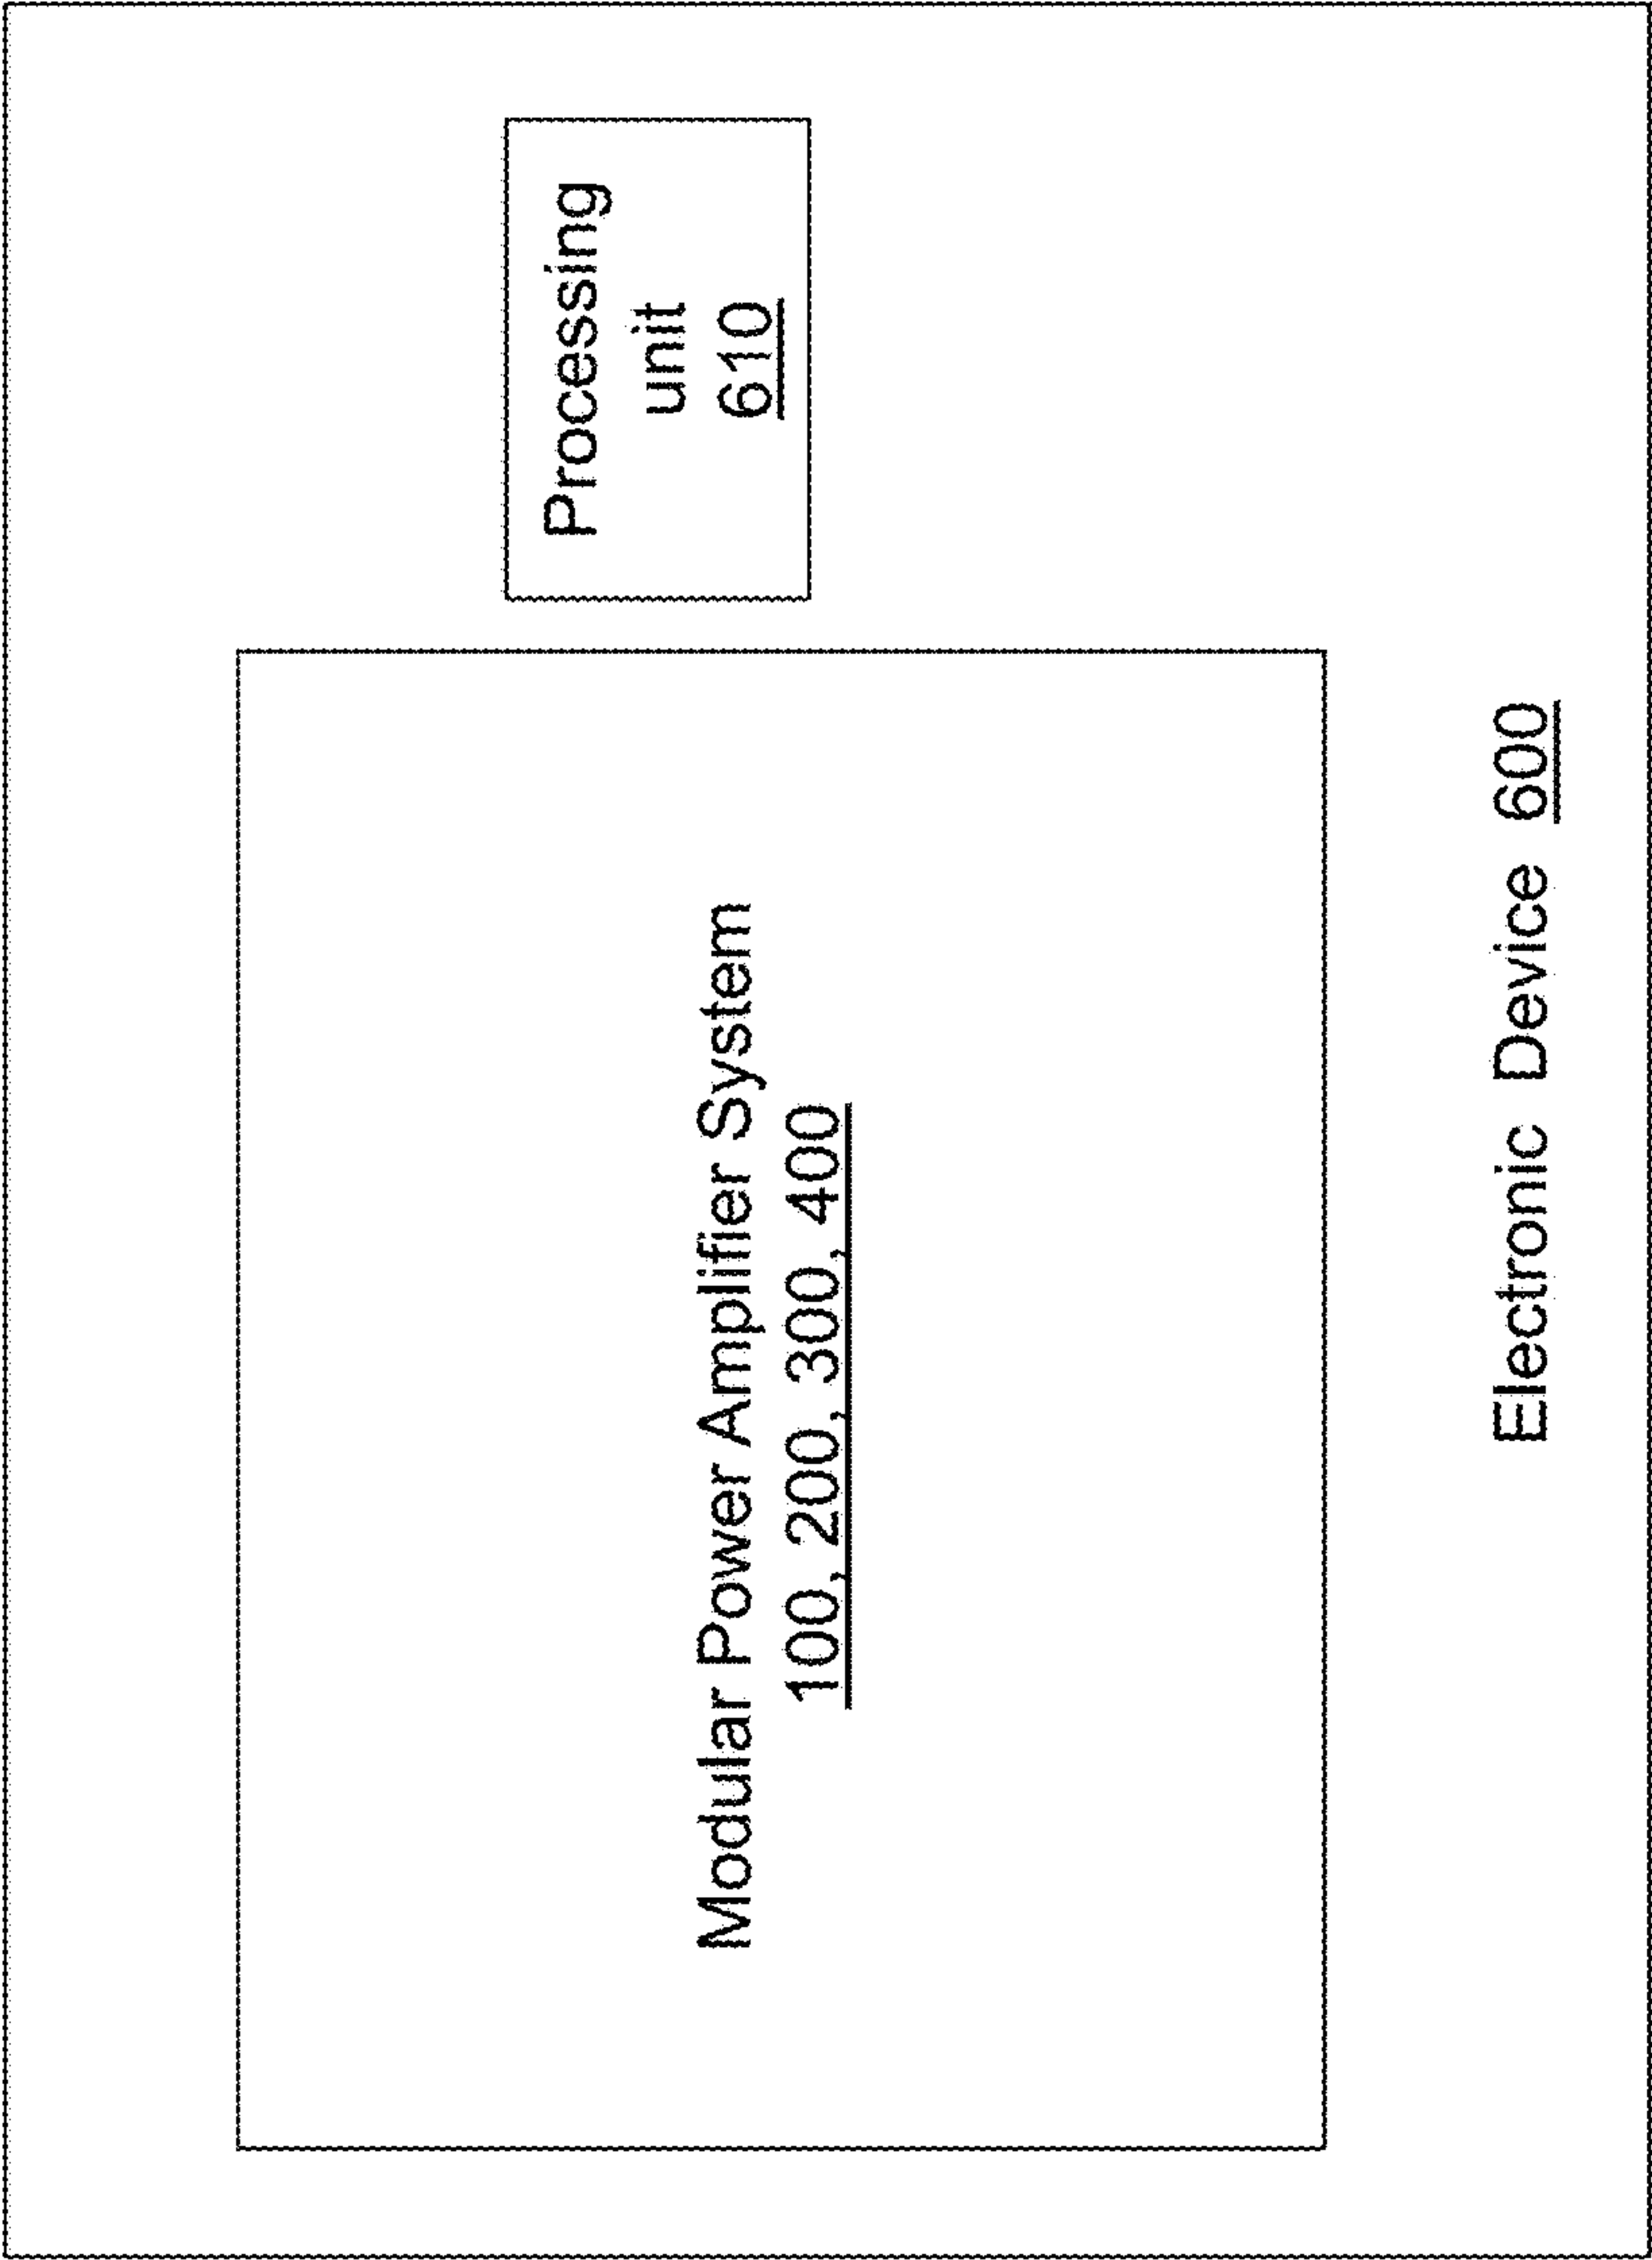 Processing
unit
610
Modular Power Amplifier System
100, 200, 300, 400
Electronic Device 600